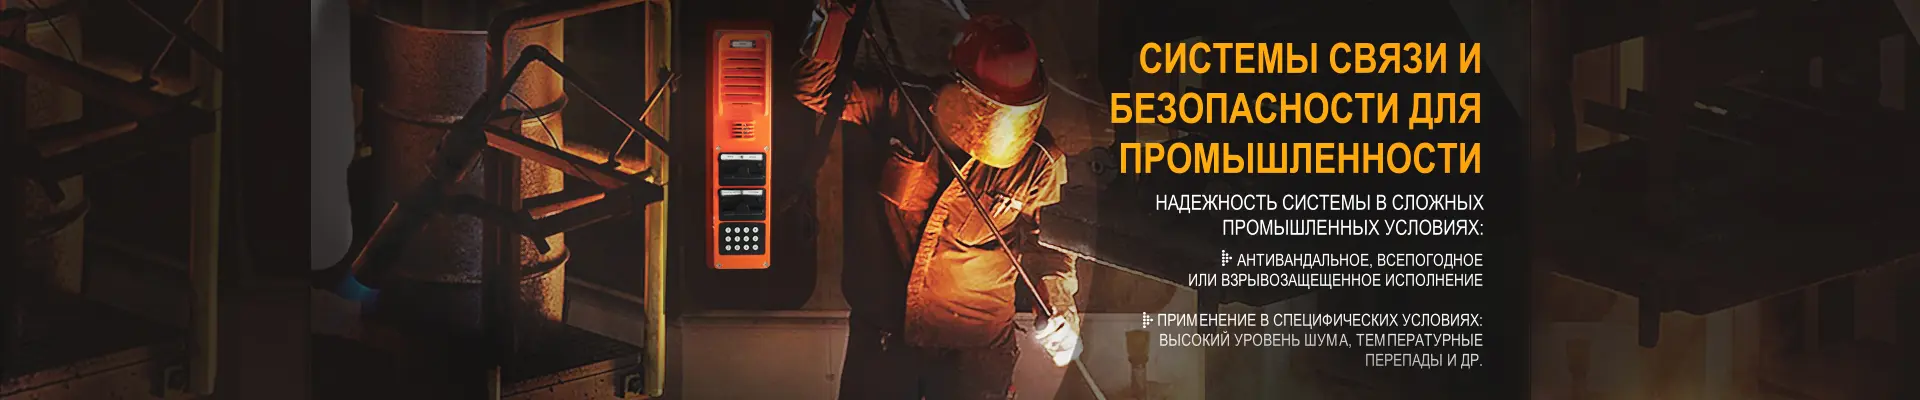 СИСТЕМЫ СВЯЗИ И
БЕЗОПАСНОСТИ ДЛЯ
ПРОМЫШЛЕННОСТИ
НАДЕЖНОСТЬ СИСТЕМЫ В СЛОЖНЫХ
ПРОМЫШЛЕННЫХ УСЛОВИЯХ:
АНТИВАНДАЛЬНОЕ, ВСЕПОГОДНОЕ
ИЛИ ВЗРЫВОЗАЩЕЩЕННОЕ ИСПОЛНЕНИЕ
ПРИМЕНЕНИЕ В СПЕЦИФИЧЕСКИХ УСЛОВИЯХ:
ВЫСОКИЙ УРОВЕНЬ ШУМА, ТЕМПЕРАТУРНЫЕ
ПЕРЕПАДЫ И ДР.